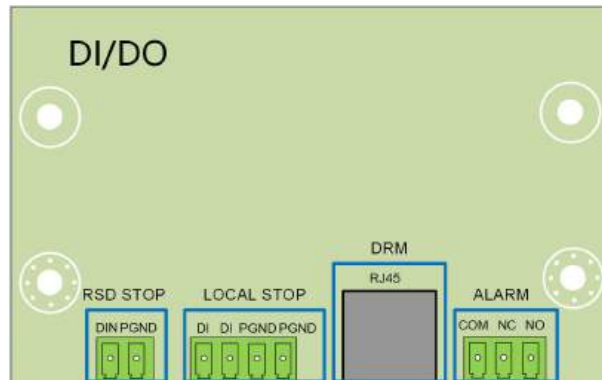 DI/DO
DRM
RJ45
RSD STOP
LOCAL STOP
ALARM
DIN PGND
DI DI PGND PGND
COM NC NO